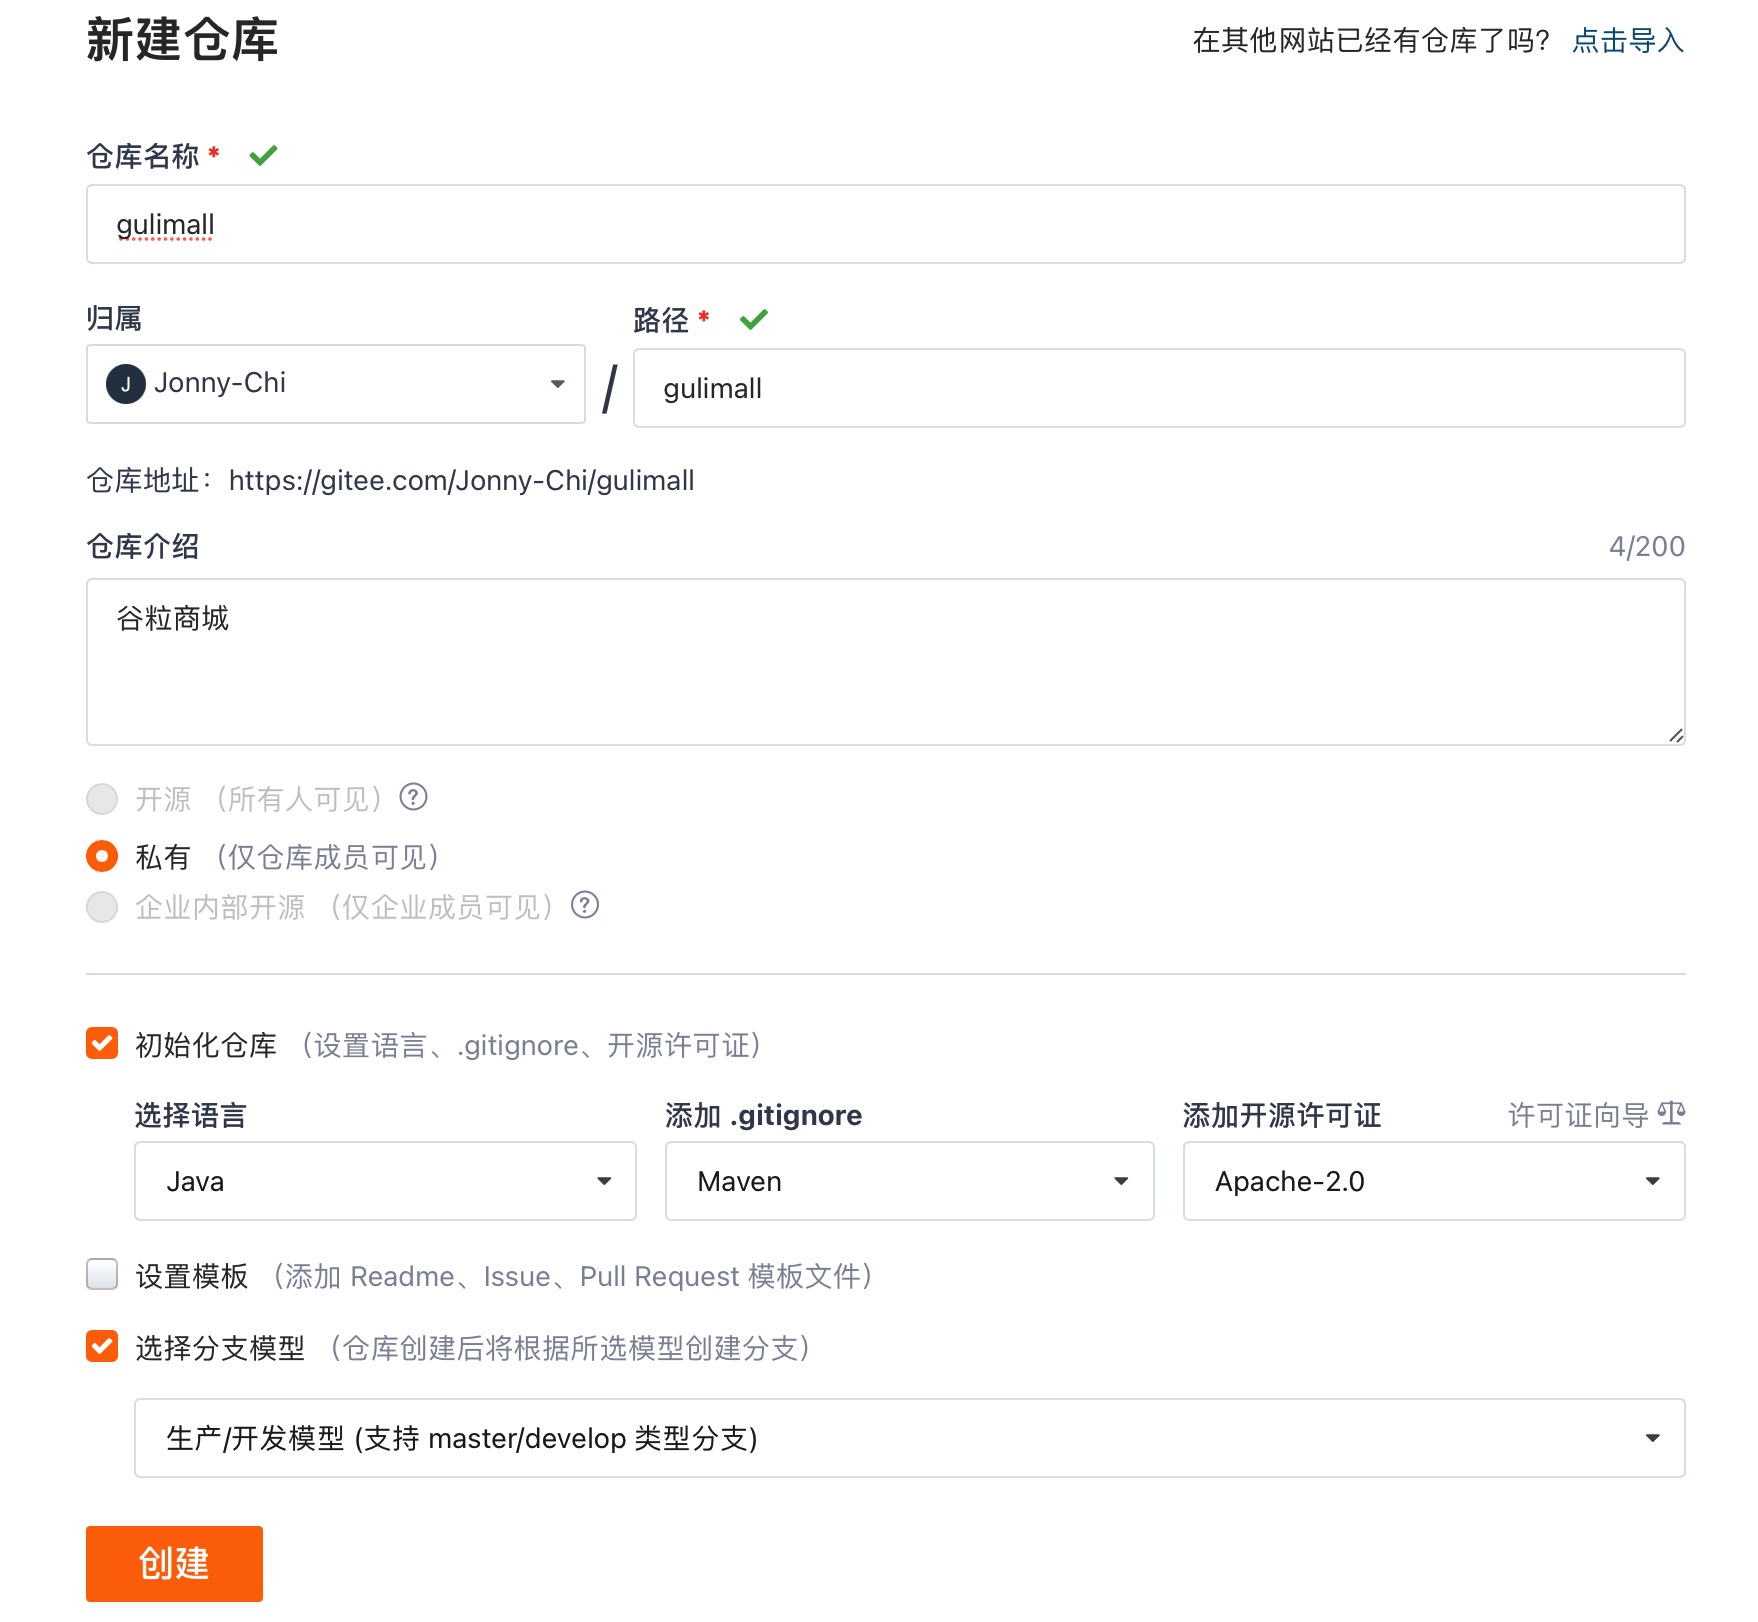 新建仓库
在其他网站已经有仓库了吗? 点击导入
仓库名称 *
gulimall
归属
路径 *
J Jonny-Chi / gulimall
仓库地址：https://gitee.com/Jonny-Chi/gulimall
仓库介绍 4/200
谷粒商城
开源 （所有人可见） ?
私有 （仅仓库成员可见）
企业内部开源 （仅企业成员可见） ?
初始化仓库 （设置语言、.gitignore、开源许可证）
选择语言 添加 .gitignore 添加开源许可证 许可证向导
Java Maven Apache-2.0
设置模板 （添加 Readme、Issue、Pull Request 模板文件）
选择分支模型 （仓库创建后将根据所选模型创建分支）
生产/开发模型 (支持 master/develop 类型分支)
创建